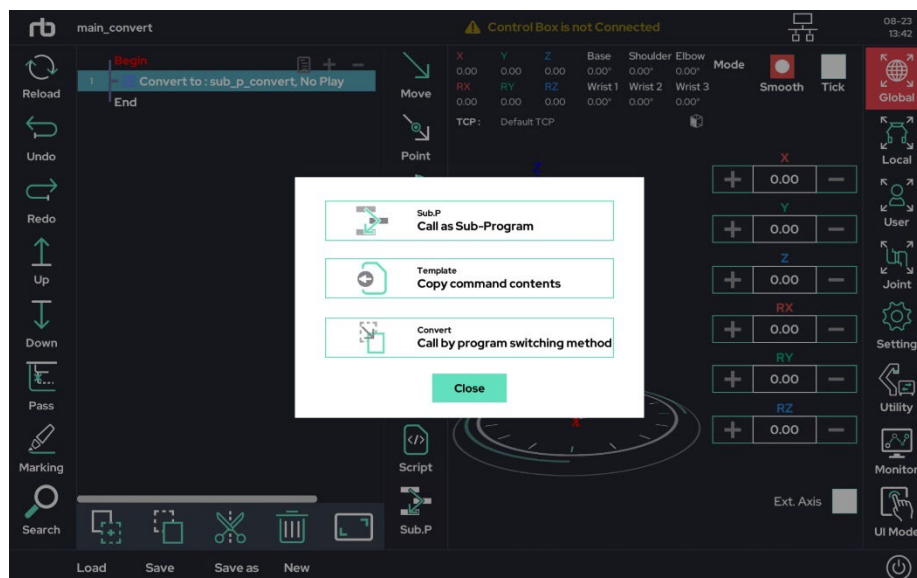 rb
main_convert
Control Box is not Connected
08-23
13:42
Reload
Undo
Redo
Up
Down
Pass
Marking
Search
Begin
1 Convert to : sub_p_convert, No Play
End
Move
Point
Script
Sub.P
X Y Z Base Shoulder Elbow
0.00 0.00 0.00 0.00° 0.00° 0.00°
RX RY RZ Wrist 1 Wrist 2 Wrist 3
0.00 0.00 0.00 0.00° 0.00° 0.00°
TCP : Default TCP
Mode
Smooth
Tick
Z
X
Sub.P
Call as Sub-Program
Template
Copy command contents
Convert
Call by program switching method
Close
X
+ 0.00 −
Y
+ 0.00 −
Z
+ 0.00 −
RX
+ 0.00 −
RY
+ 0.00 −
RZ
+ 0.00 −
Ext. Axis
Global
Local
User
Joint
Setting
Utility
Monitor
UI Mode
Load Save Save as New